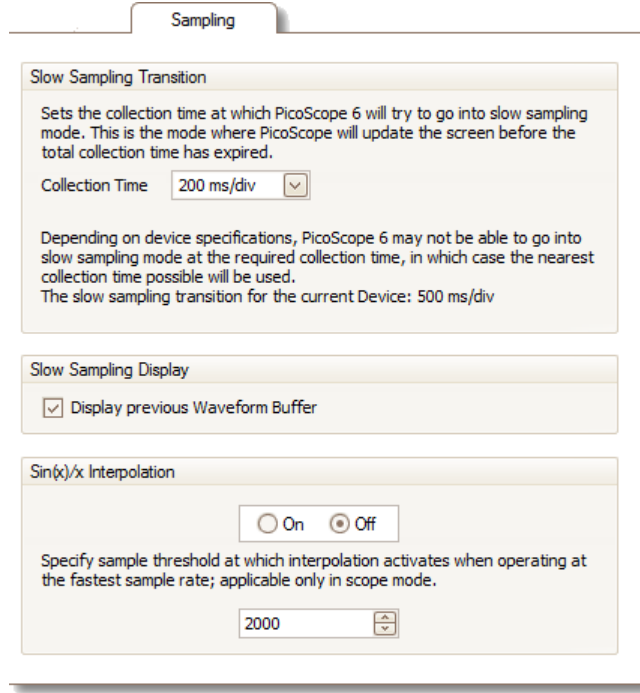 Sampling
Slow Sampling Transition
Sets the collection time at which PicoScope 6 will try to go into slow sampling
mode. This is the mode where PicoScope will update the screen before the
total collection time has expired.
Collection Time 200 ms/div
Depending on device specifications, PicoScope 6 may not be able to go into
slow sampling mode at the required collection time, in which case the nearest
collection time possible will be used.
The slow sampling transition for the current Device: 500 ms/div
Slow Sampling Display
Display previous Waveform Buffer
Sin(x)/x Interpolation
On Off
Specify sample threshold at which interpolation activates when operating at
the fastest sample rate; applicable only in scope mode.
2000